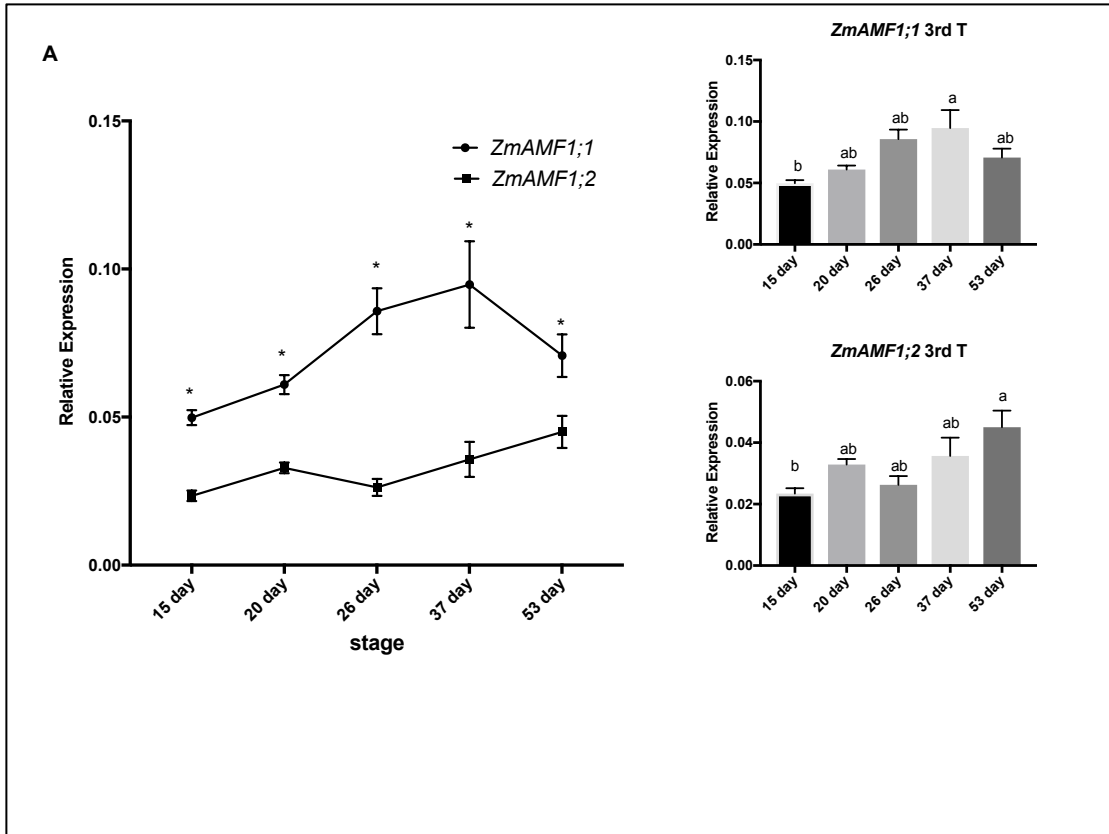 A
0.15
0.10
0.05
0.00
Relative Expression
ZmAMF1;1
ZmAMF1;2
*
*
*
*
*
15 day
20 day
26 day
37 day
53 day
stage
ZmAMF1;1 3rd T
0.15
0.10
0.05
0.00
Relative Expression
b
ab
ab
a
ab
15 day
20 day
26 day
37 day
53 day
ZmAMF1;2 3rd T
0.06
0.04
0.02
0.00
Relative Expression
b
ab
ab
ab
a
15 day
20 day
26 day
37 day
53 day